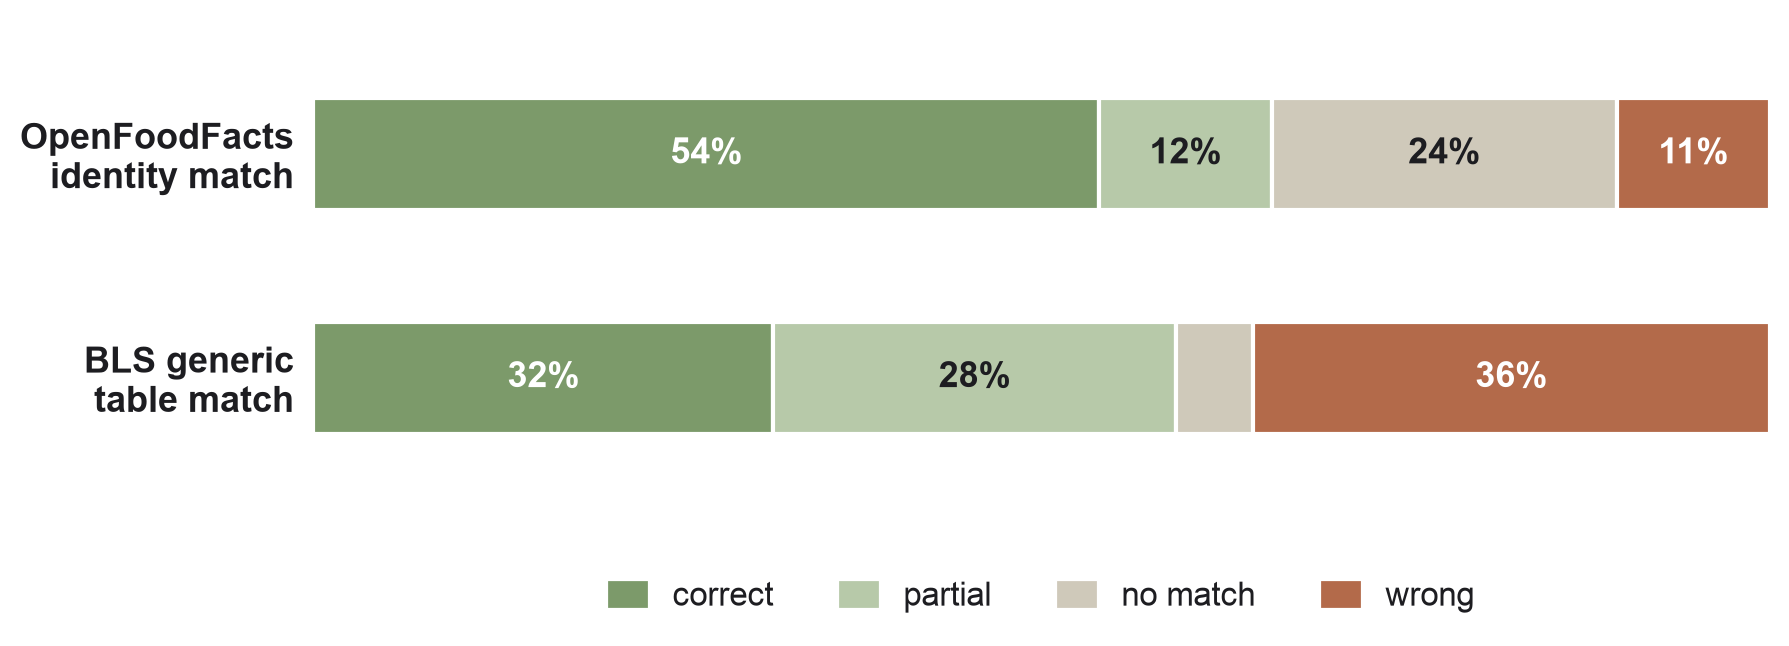 OpenFoodFacts
identity match
54%
12%
24%
11%
BLS generic
table match
32%
28%
36%
correct
partial
no match
wrong